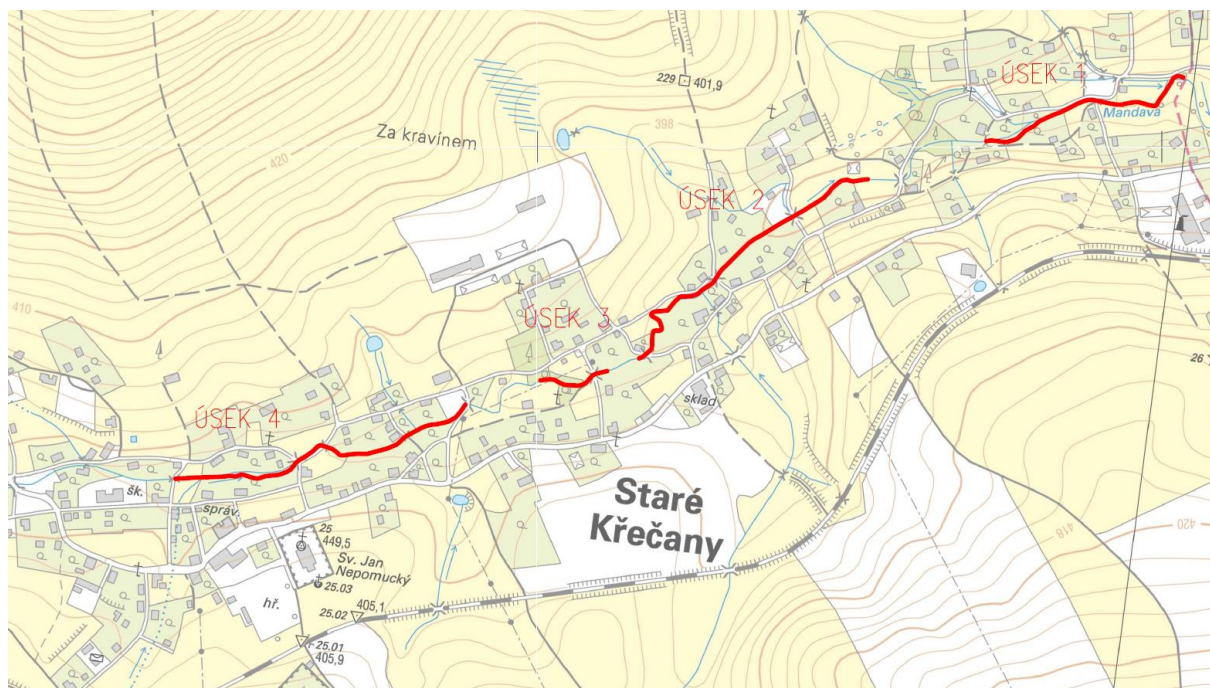 ÚSEK 1
229 401,9
Mandava
Za kravínem
398
420
ÚSEK 2
410
ÚSEK 3
26
sklad
ÚSEK 4
šk.
správ.
Staré
Křečany
418
420
25
449,5
Sv. Jan
Nepomucký
25.03
hř.
25.02
405,1
25.01
405,9